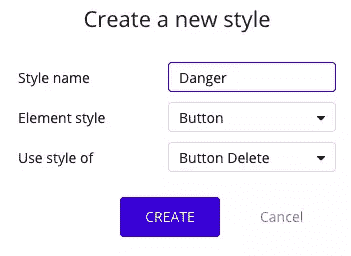 Create a new style
Style name Danger
Element style Button
Use style of Button Delete
CREATE Cancel